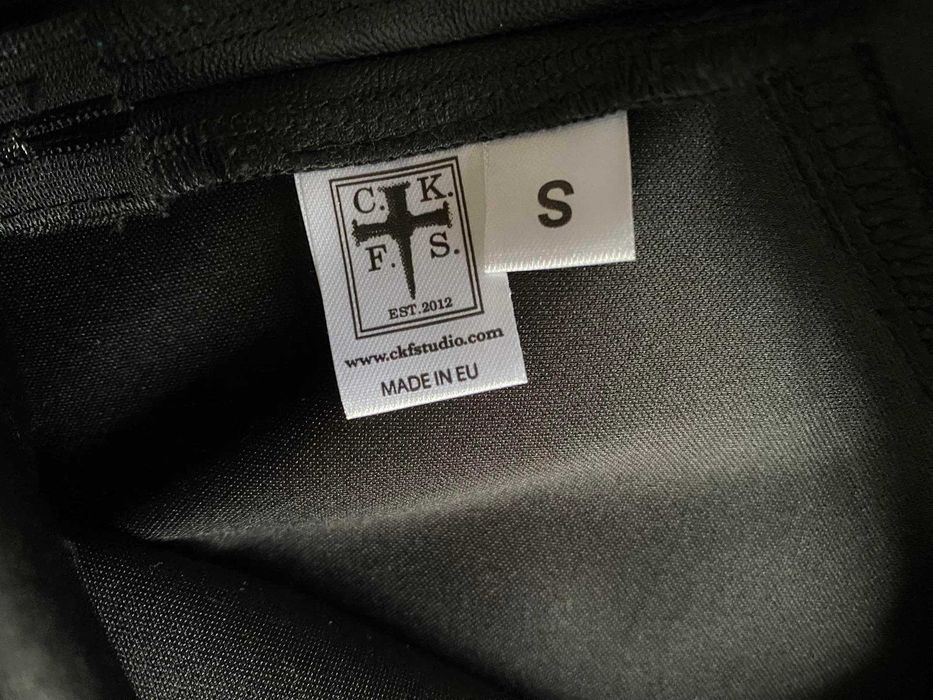 C. K.
F. S.
EST.2012
www.ckfstudio.com
MADE IN EU
S